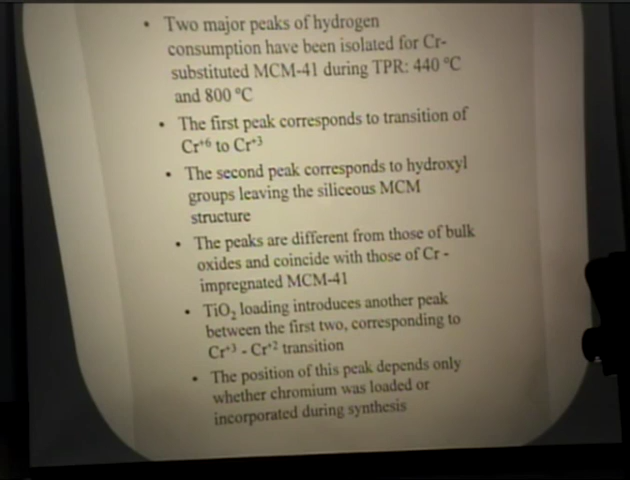 • Two major peaks of hydrogen
consumption have been isolated for Cr-
substituted MCM-41 during TPR: 440 °C
and 800 °C
• The first peak corresponds to transition of
Cr⁺⁶ to Cr⁺³
• The second peak corresponds to hydroxyl
groups leaving the siliceous MCM
structure
• The peaks are different from those of bulk
oxides and coincide with those of Cr -
impregnated MCM-41
• TiO₂ loading introduces another peak
between the first two, corresponding to
Cr⁺³ - Cr⁺² transition
• The position of this peak depends only
whether chromium was loaded or
incorporated during synthesis